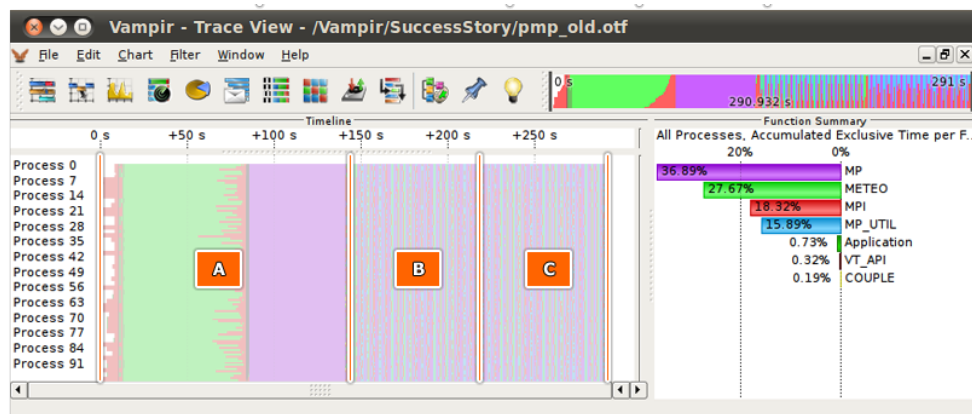 Vampir - Trace View - /Vampir/SuccessStory/pmp_old.otf
File Edit Chart Filter Window Help
0 s 291 s
290.932 s
Timeline
0 s +50 s +100 s +150 s +200 s +250 s
Process 0
Process 7
Process 14
Process 21
Process 28
Process 35
Process 42
Process 49
Process 56
Process 63
Process 70
Process 77
Process 84
Process 91
A B C
Function Summary
All Processes, Accumulated Exclusive Time per F...
20% 0%
36.89% MP
27.67% METEO
18.32% MPI
15.89% MP_UTIL
0.73% Application
0.32% VT_API
0.19% COUPLE